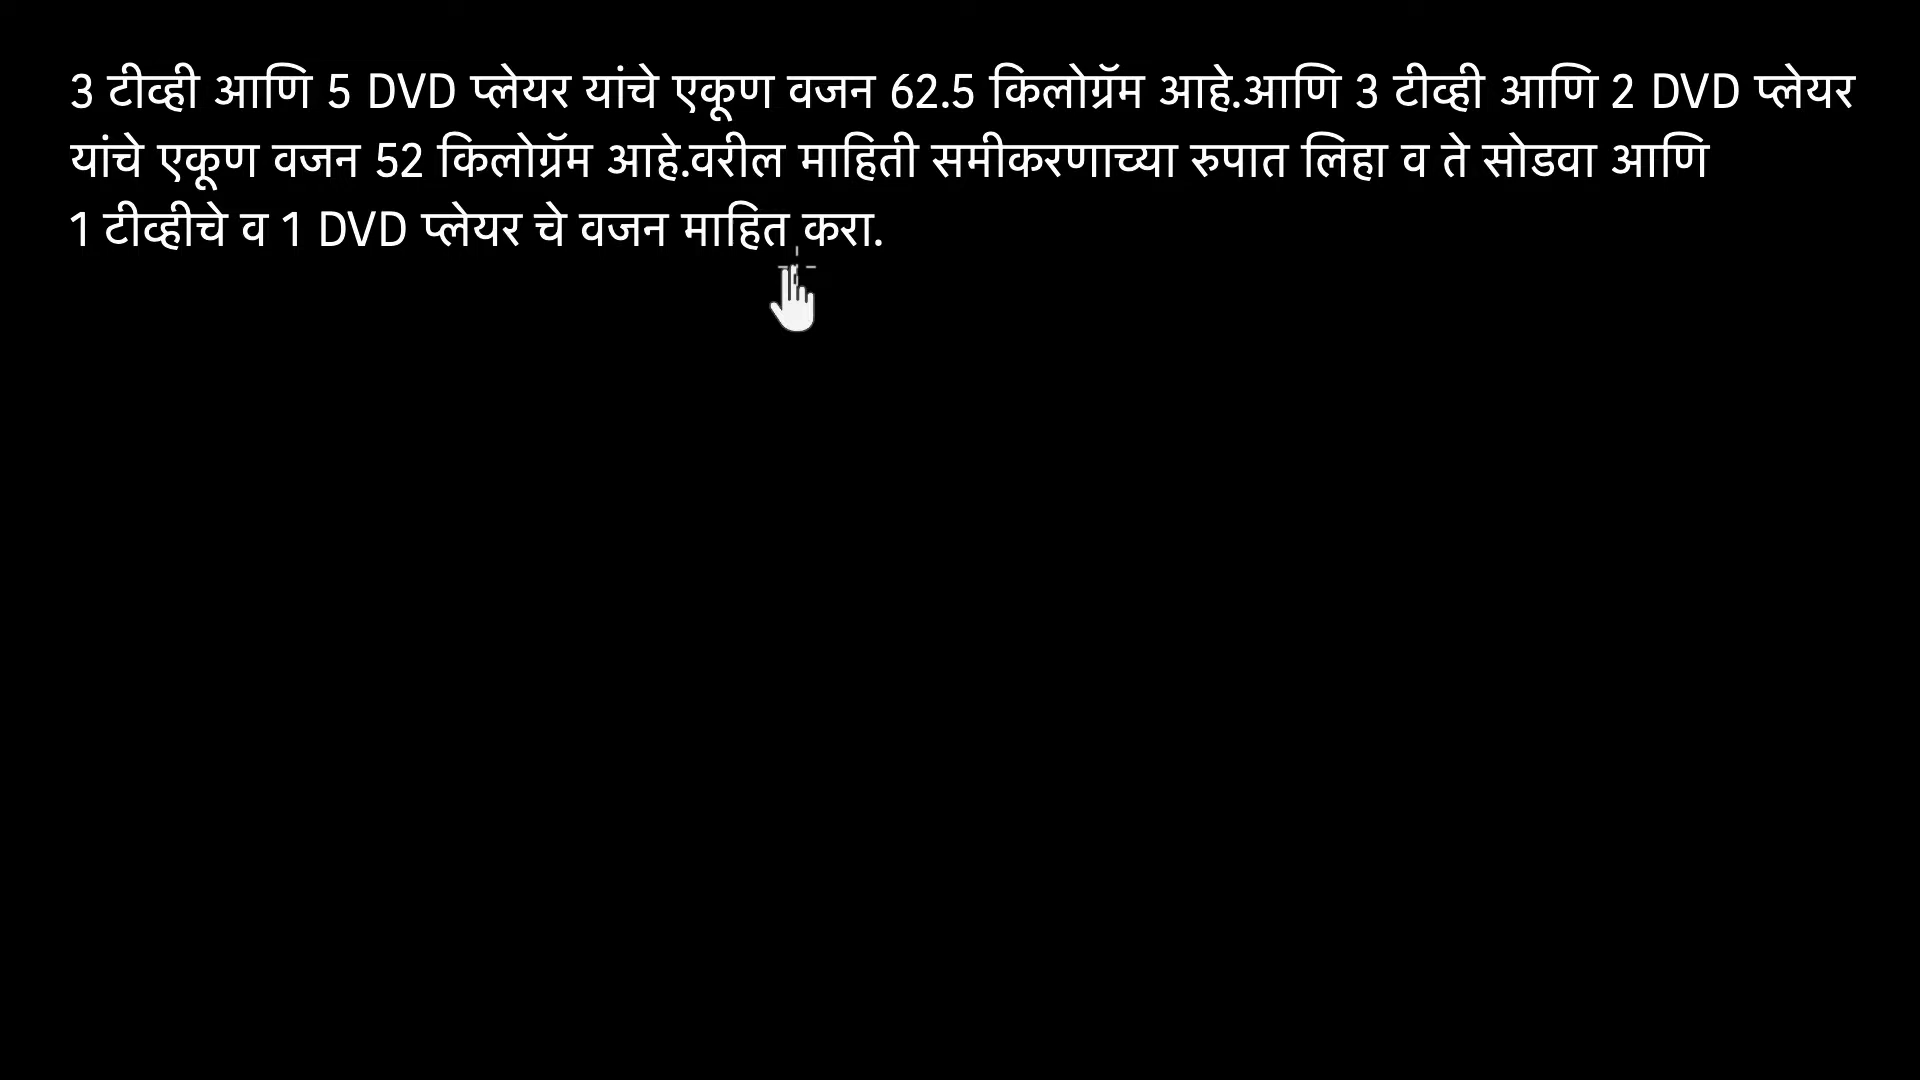 3 टीव्ही आणि 5 DVD प्लेयर यांचे एकूण वजन 62.5 किलोग्रॅम आहे.आणि 3 टीव्ही आणि 2 DVD प्लेयर
यांचे एकूण वजन 52 किलोग्रॅम आहे.वरील माहिती समीकरणाच्या रुपात लिहा व ते सोडवा आणि
1 टीव्हीचे व 1 DVD प्लेयर चे वजन माहित करा.